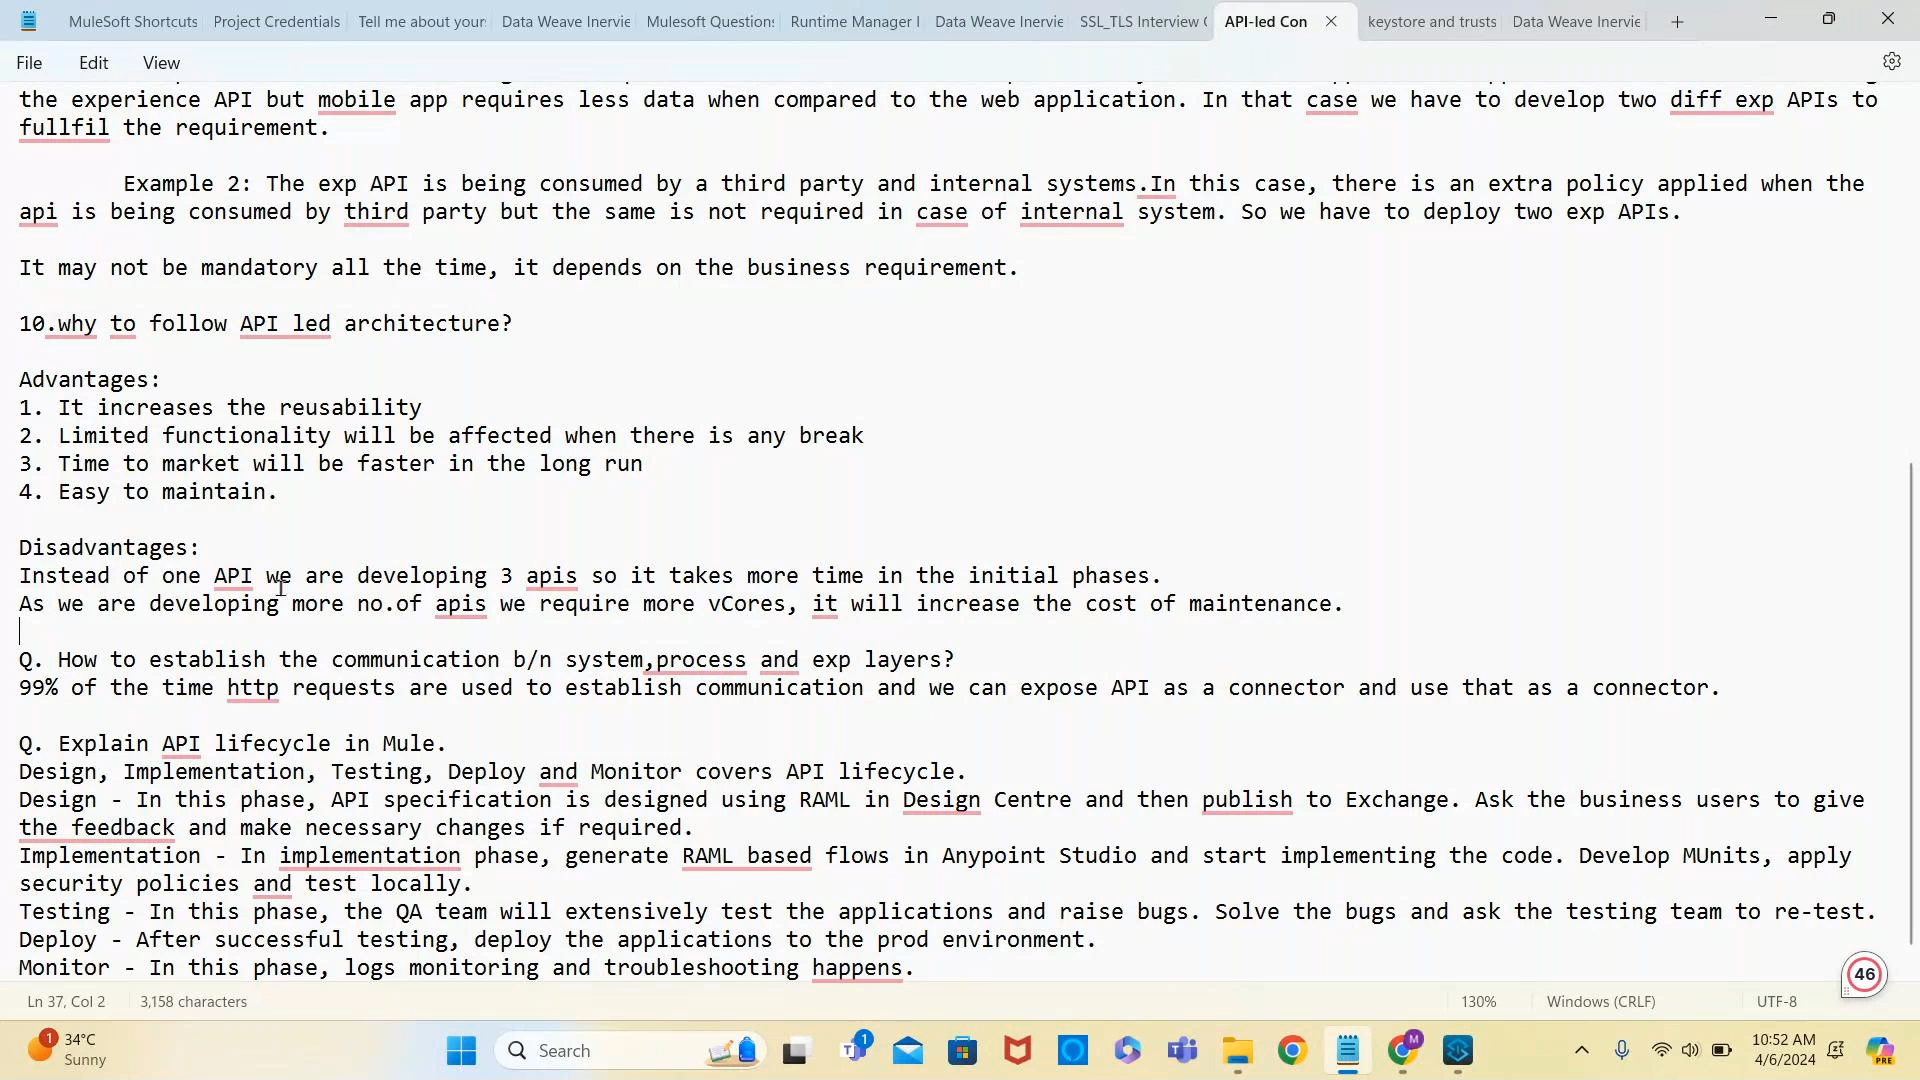 MuleSoft Shortcuts Project Credentials Tell me about your Data Weave Inervie Mulesoft Questions Runtime Manager I Data Weave Inervie SSL_TLS Interview Q API-led Con keystore and trusts Data Weave Inervie
File Edit View
the experience API but mobile app requires less data when compared to the web application. In that case we have to develop two diff exp APIs to
fullfil the requirement.
Example 2: The exp API is being consumed by a third party and internal systems.In this case, there is an extra policy applied when the
api is being consumed by third party but the same is not required in case of internal system. So we have to deploy two exp APIs.
It may not be mandatory all the time, it depends on the business requirement.
10.why to follow API led architecture?
Advantages:
1. It increases the reusability
2. Limited functionality will be affected when there is any break
3. Time to market will be faster in the long run
4. Easy to maintain.
Disadvantages:
Instead of one API we are developing 3 apis so it takes more time in the initial phases.
As we are developing more no.of apis we require more vCores, it will increase the cost of maintenance.
Q. How to establish the communication b/n system,process and exp layers?
99% of the time http requests are used to establish communication and we can expose API as a connector and use that as a connector.
Q. Explain API lifecycle in Mule.
Design, Implementation, Testing, Deploy and Monitor covers API lifecycle.
Design - In this phase, API specification is designed using RAML in Design Centre and then publish to Exchange. Ask the business users to give
the feedback and make necessary changes if required.
Implementation - In implementation phase, generate RAML based flows in Anypoint Studio and start implementing the code. Develop MUnits, apply
security policies and test locally.
Testing - In this phase, the QA team will extensively test the applications and raise bugs. Solve the bugs and ask the testing team to re-test.
Deploy - After successful testing, deploy the applications to the prod environment.
Monitor - In this phase, logs monitoring and troubleshooting happens.
46
Ln 37, Col 2 3,158 characters 130% Windows (CRLF) UTF-8
1 34°C
Sunny
Search
1
M
10:52 AM
4/6/2024
PRE